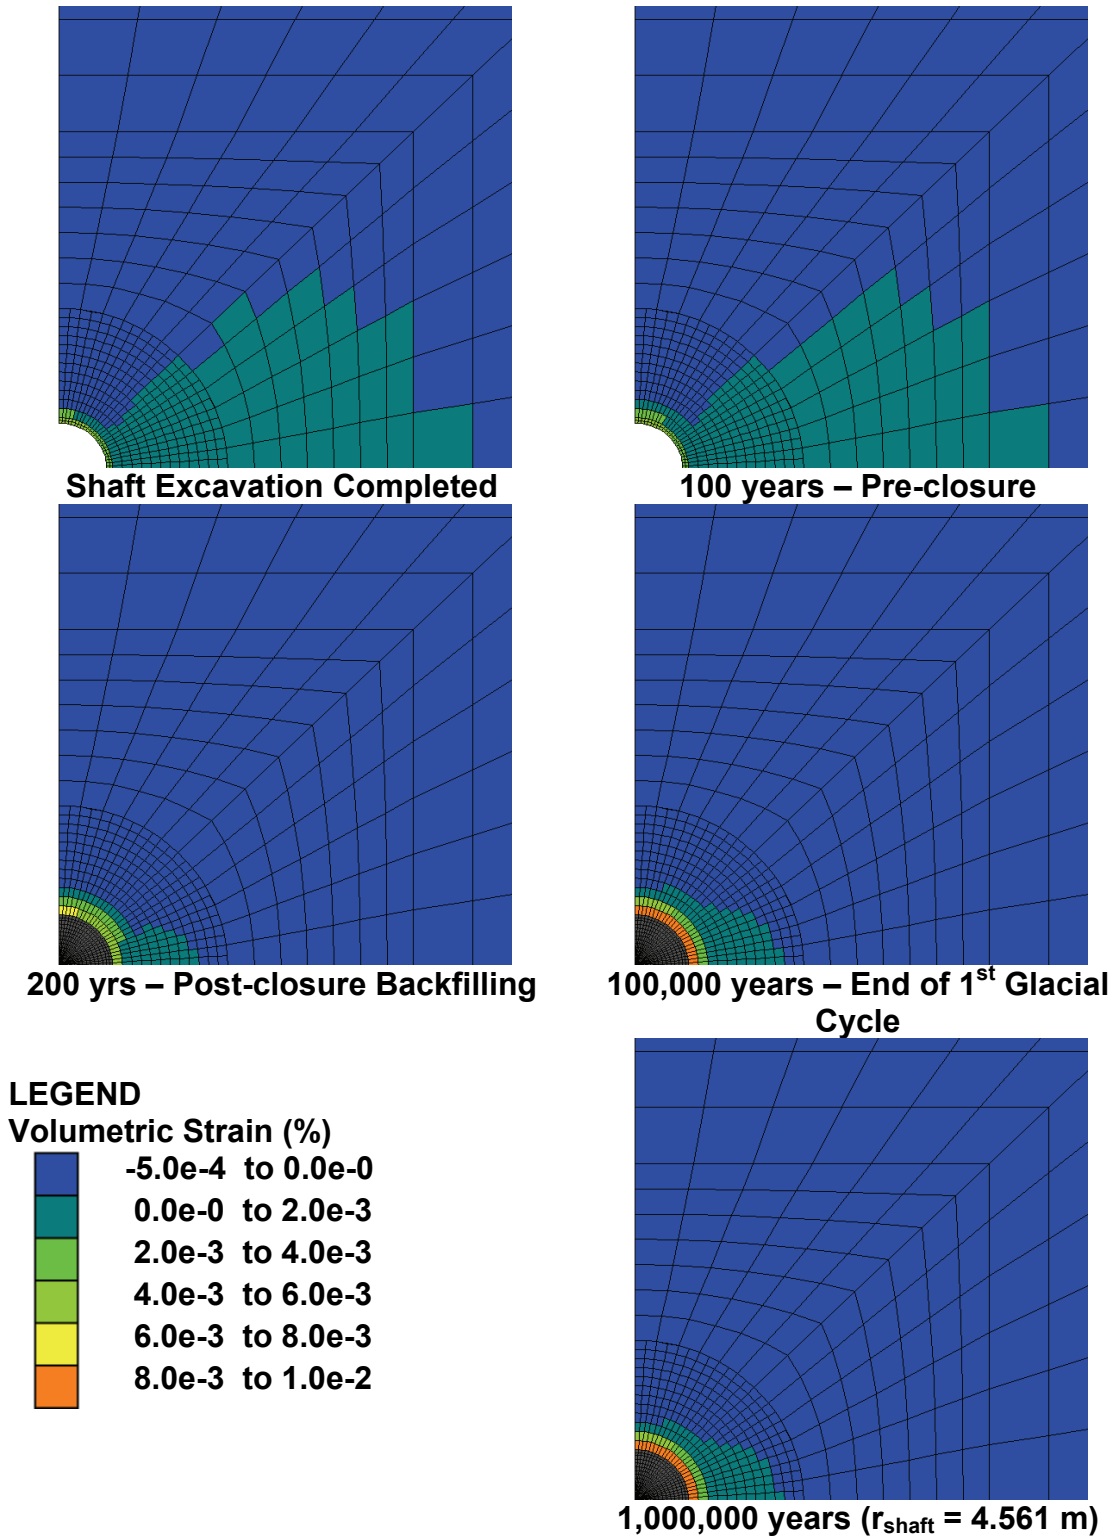 Shaft Excavation Completed
100 years – Pre-closure
200 yrs – Post-closure Backfilling
100,000 years – End of 1st Glacial
Cycle
LEGEND
Volumetric Strain (%)
-5.0e-4 to 0.0e-0
0.0e-0 to 2.0e-3
2.0e-3 to 4.0e-3
4.0e-3 to 6.0e-3
6.0e-3 to 8.0e-3
8.0e-3 to 1.0e-2
1,000,000 years (rshaft = 4.561 m)